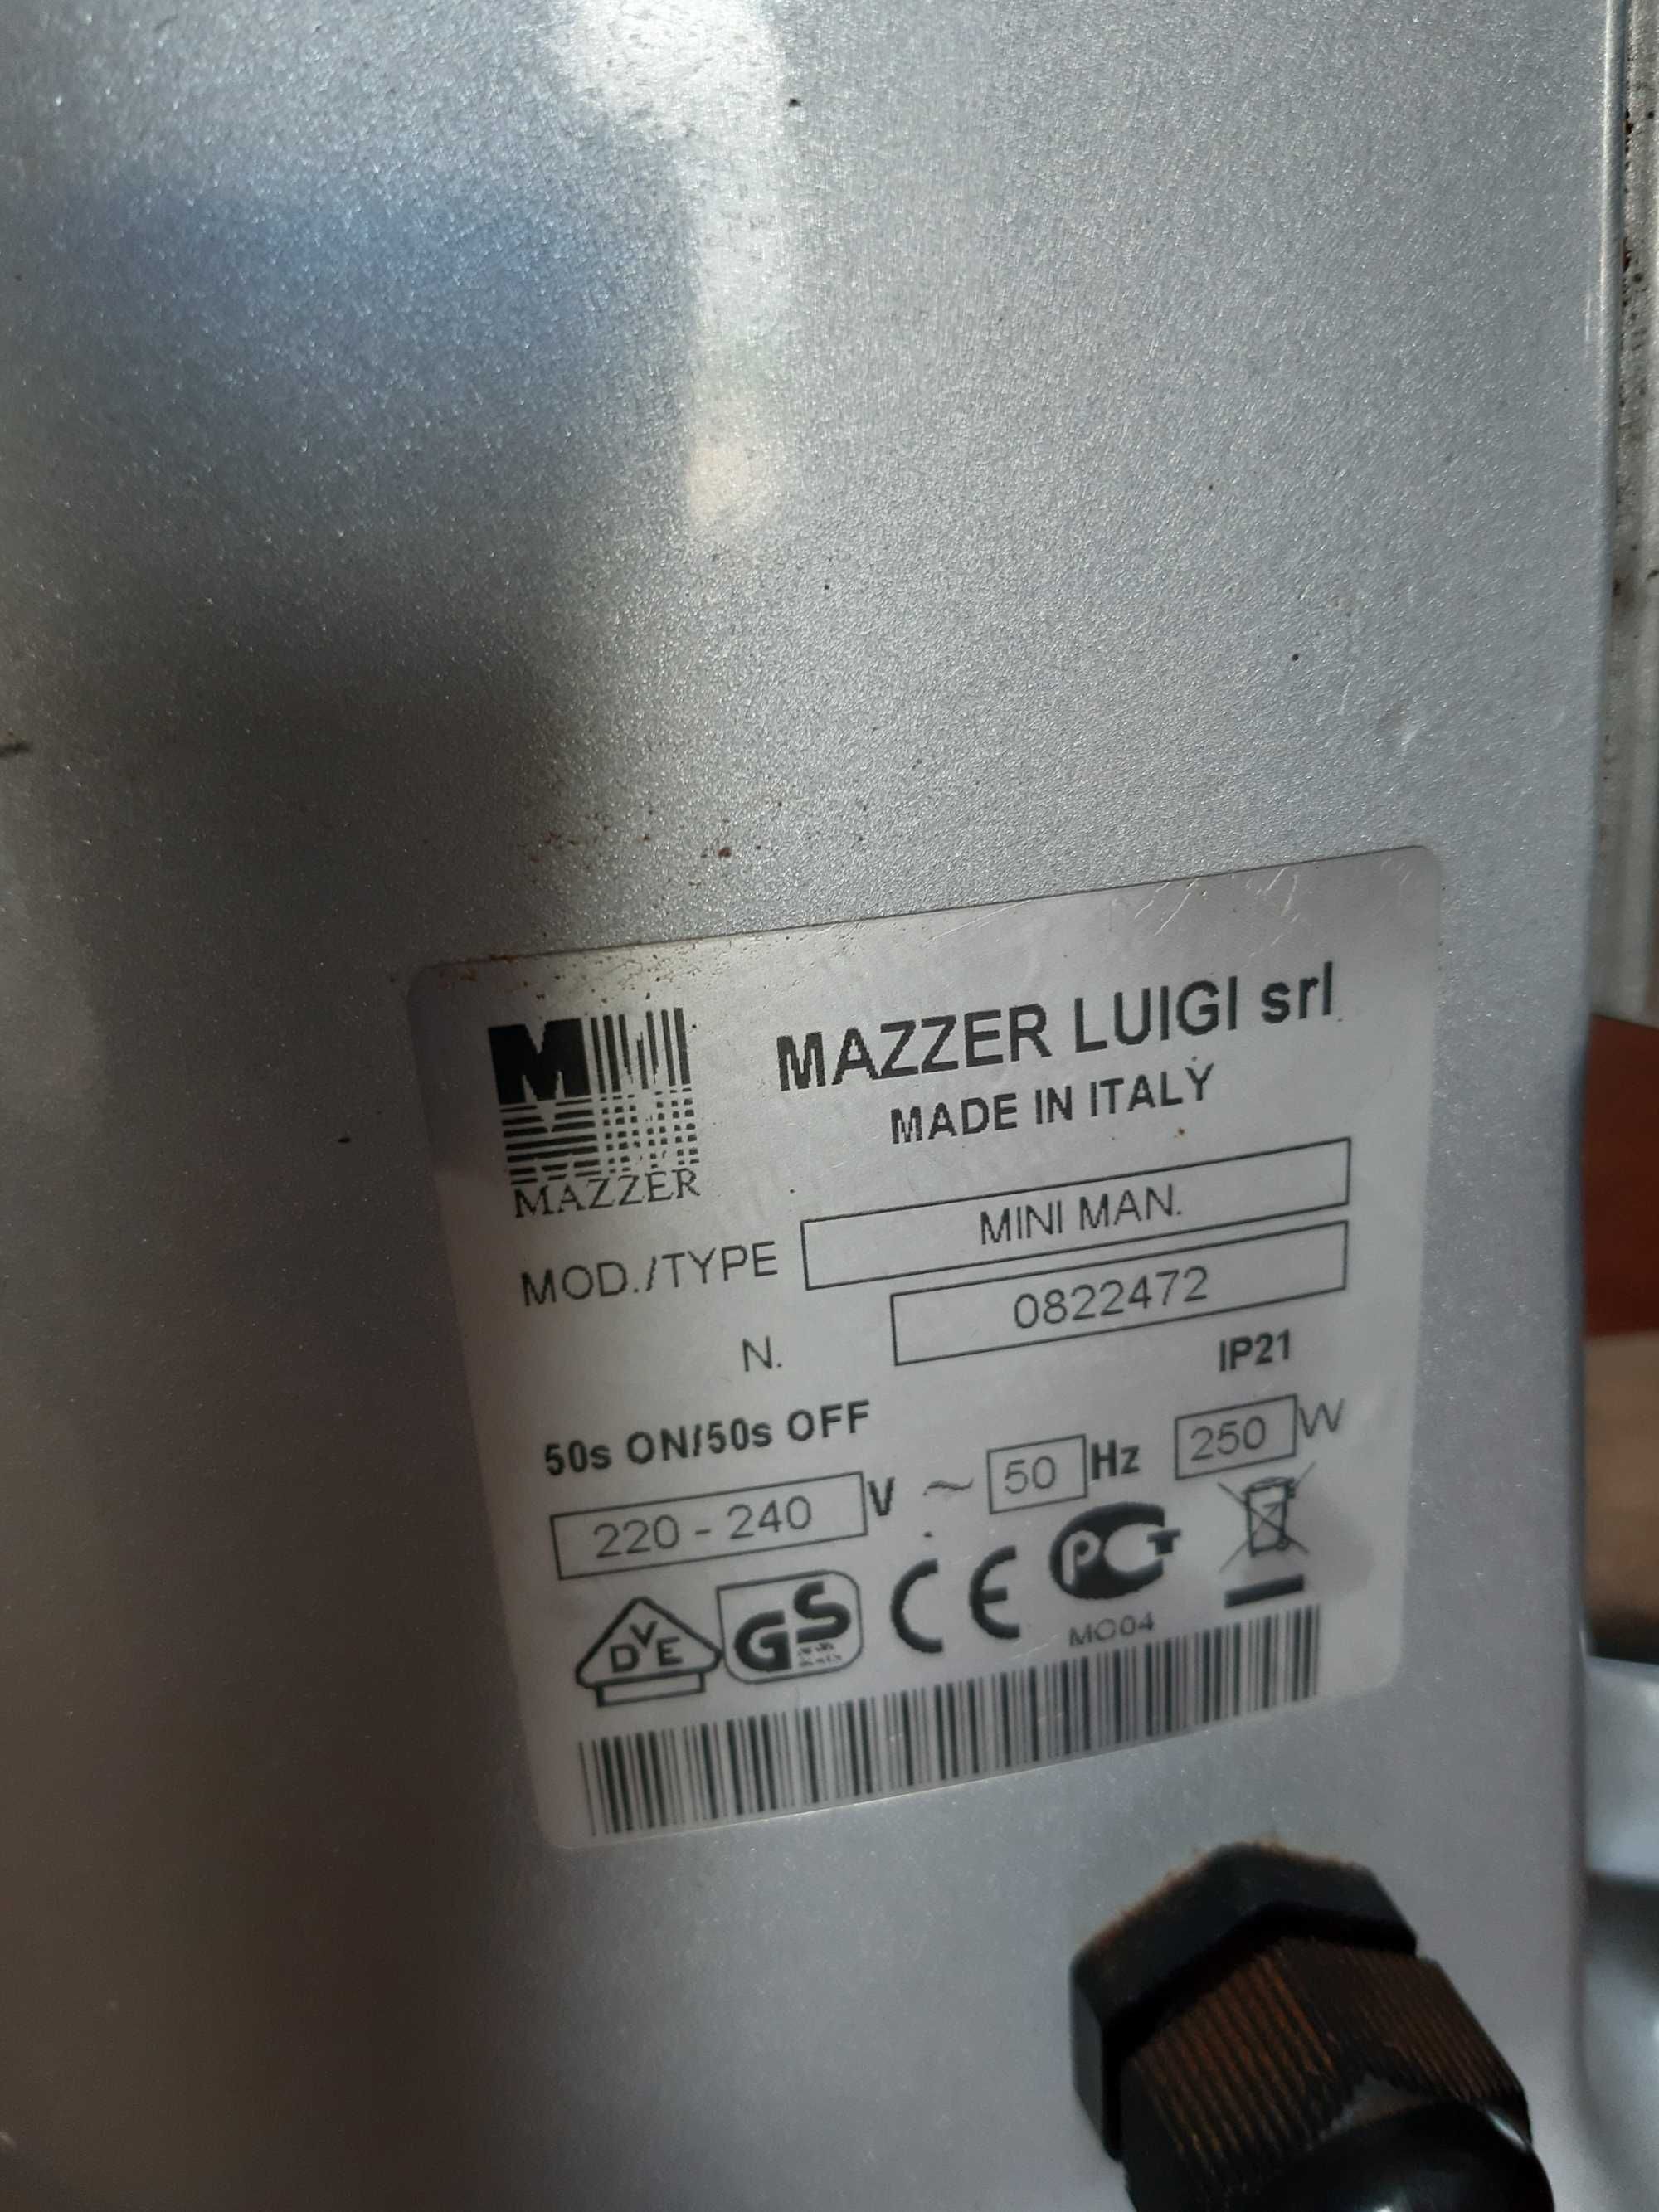 M
MAZZER
MAZZER LUIGI srl
MADE IN ITALY
MOD./TYPE MINI MAN.
N. 0822472
IP21
50s ON/50s OFF
220 - 240 V ~ 50 Hz 250 W
DVE GS CE PCT
MO04